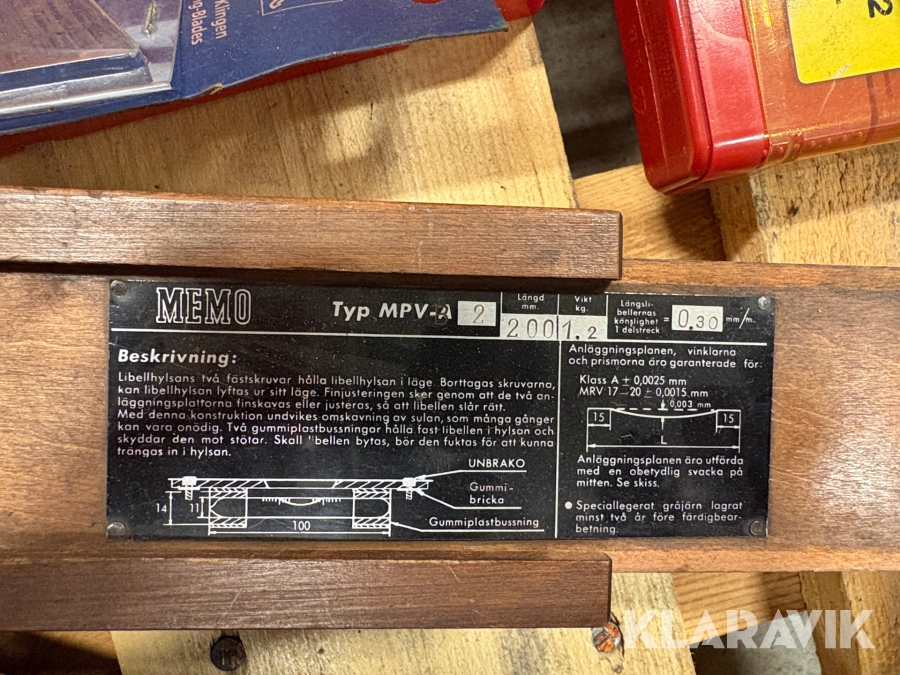 Klingen
g-Blades
2
MEMO
Typ MPV-A 2
Längd mm.
200
Vikt kg.
1.2
Längsli-
bellernas
känslighet
1 delstreck
= 0,30 mm/m.
Beskrivning:
Libellhylsans två fästskruvar hålla libellhylsan i läge. Borttagas skruvarna,
kan libellhylsan lyftas ur sitt läge. Finjusteringen sker genom att de två an-
läggningsplattorna finskavas eller justeras, så att libellen slår rätt.
Med denna konstruktion undvikes omskavning av sulan, som många gånger
kan vara onödig. Två gummiplastbussningar hålla fast libellen i hylsan och
skyddar den mot stötar. Skall libellen bytas, bör den fuktas för att kunna
trängas in i hylsan.
UNBRAKO
Gummi-
bricka
Gummiplastbussning
14
11
100
Anläggningsplanen, vinklarna
och prismorna äro garanterade för:
Klass A ± 0,0025 mm
MRV 17—20 ± 0,0015 mm
0,003 mm
15
15
L
Anläggningsplanen äro utförda
med en obetydlig svacka på
mitten. Se skiss.
● Speciallegerat gråjärn lagrat
minst två år före färdigbear-
betning.
KLARAVIK